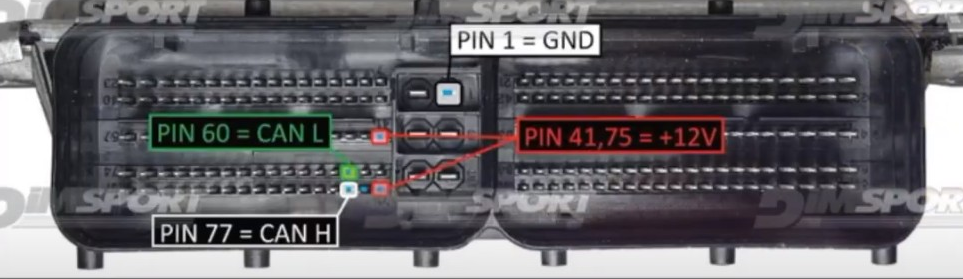 DIMSPORT
DIMSPORT
DIMSPORT
PIN 1 = GND
PIN 60 = CAN L
PIN 41,75 = +12V
DIMSPORT
DIMSPORT
PIN 77 = CAN H